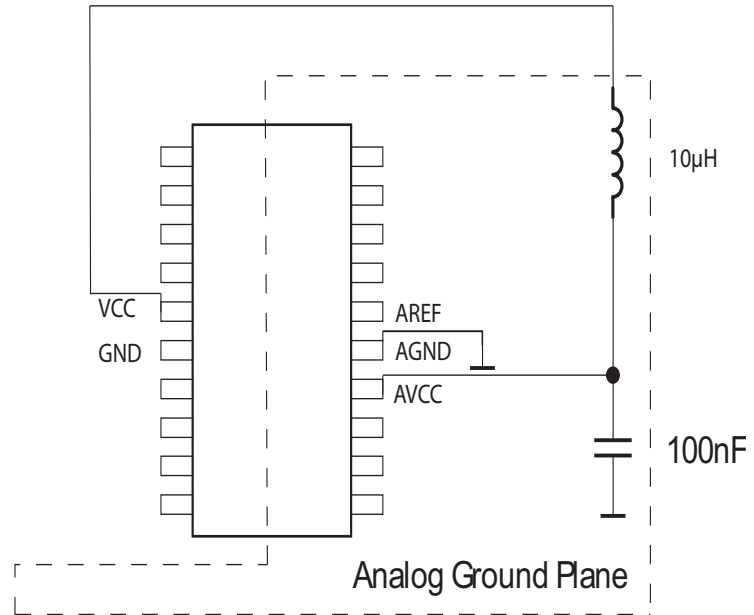 10µH
VCC
AREF
GND
AGND
AVCC
100nF
Analog Ground Plane